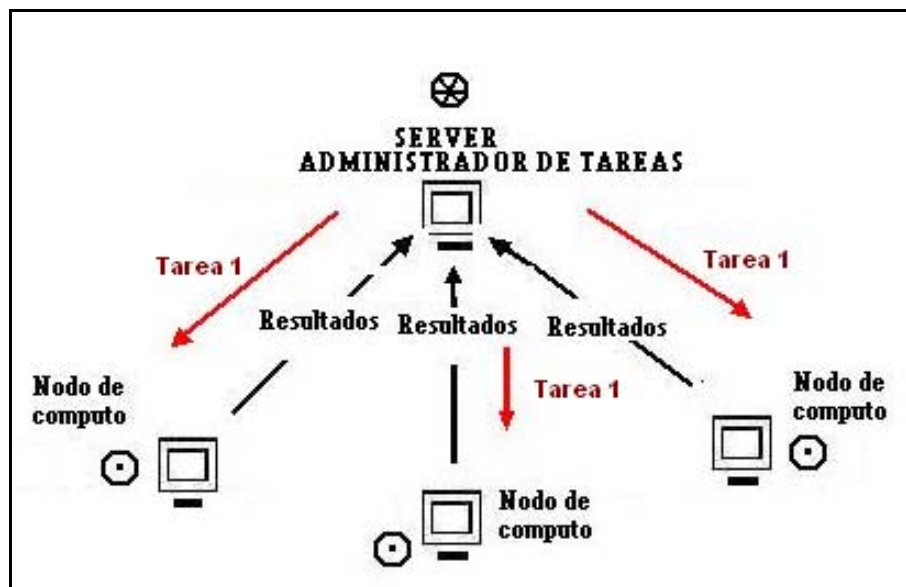 SERVER
ADMINISTRADOR DE TAREAS
Tarea 1
Tarea 1
Resultados
Resultados
Resultados
Tarea 1
Nodo de
computo
Nodo de
computo
Nodo de
computo